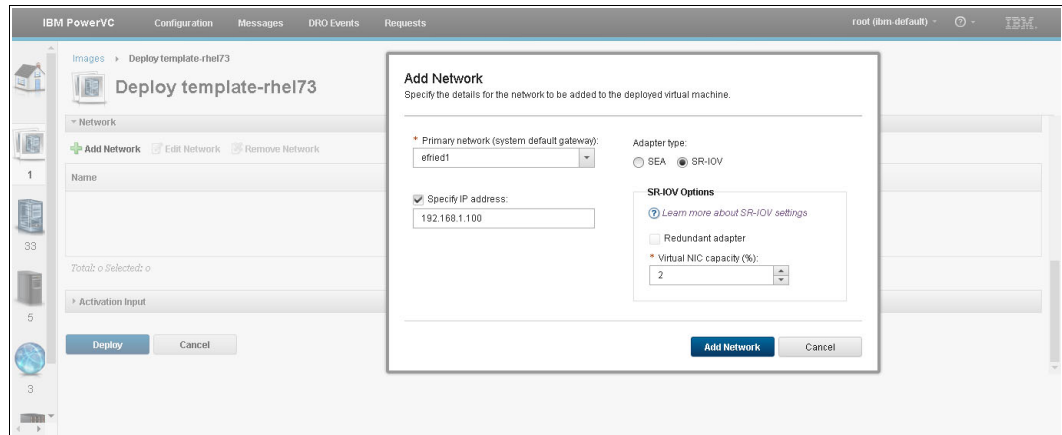 IBM PowerVC Configuration Messages DRO Events Requests root (ibm-default) IBM
Images Deploy template-rhel73
Deploy template-rhel73
Network
Add Network Edit Network Remove Network
Name
Total: 0 Selected: 0
Activation Input
Deploy Cancel
1
33
5
3
Add Network
Specify the details for the network to be added to the deployed virtual machine.
* Primary network (system default gateway):
efried1
Specify IP address:
192.168.1.100
Adapter type:
SEA SR-IOV
SR-IOV Options
Learn more about SR-IOV settings
Redundant adapter
* Virtual NIC capacity (%):
2
Add Network Cancel